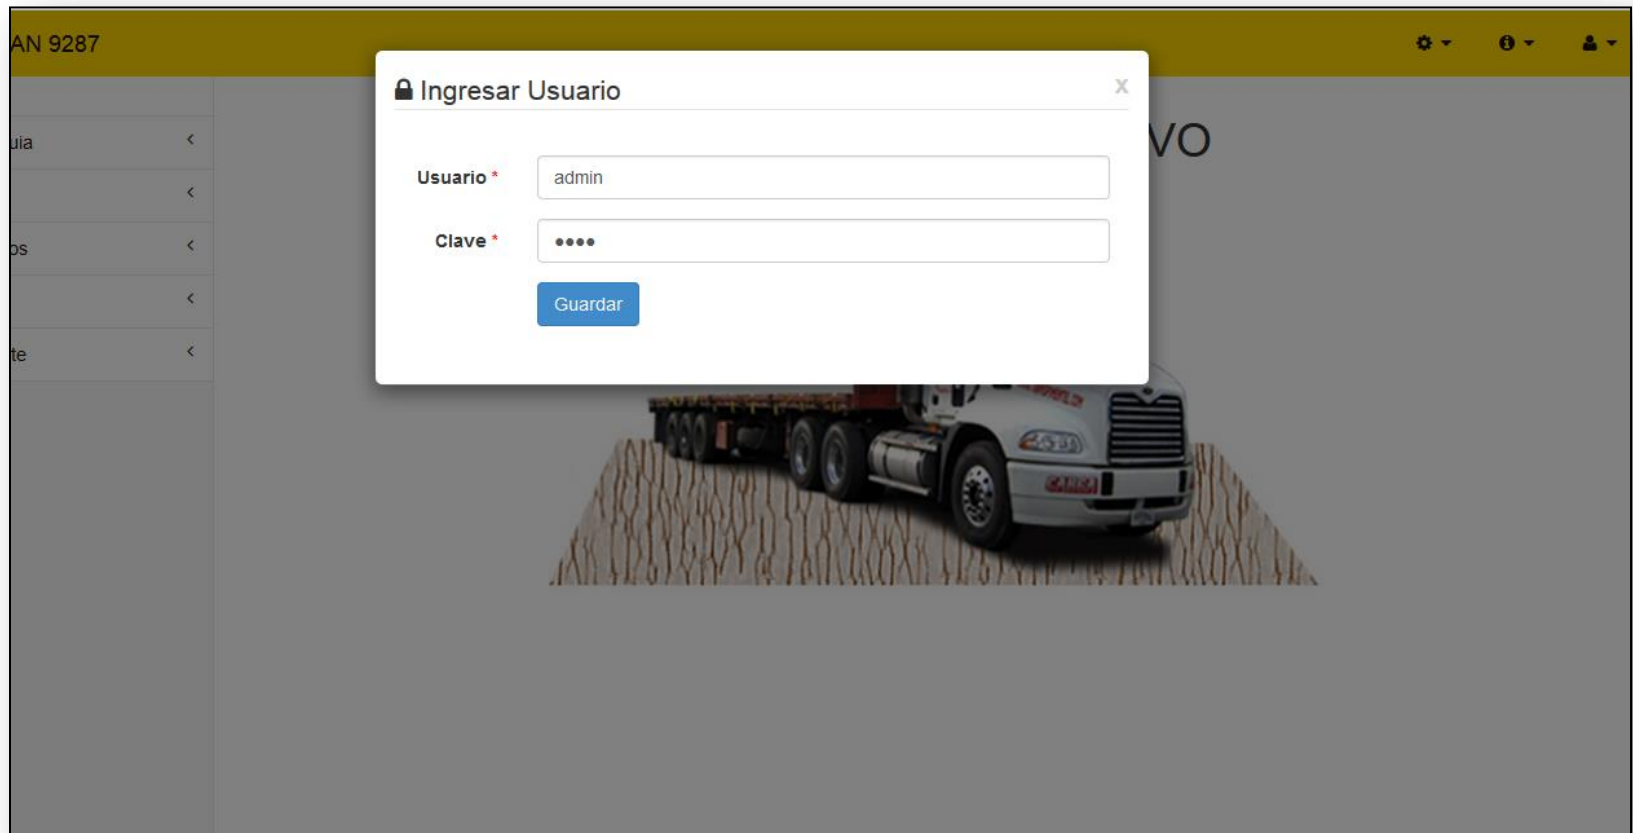 AN 9287
Ingresar Usuario
x
uia
VO
Usuario *
admin
os
Clave *
••••
Guardar
te